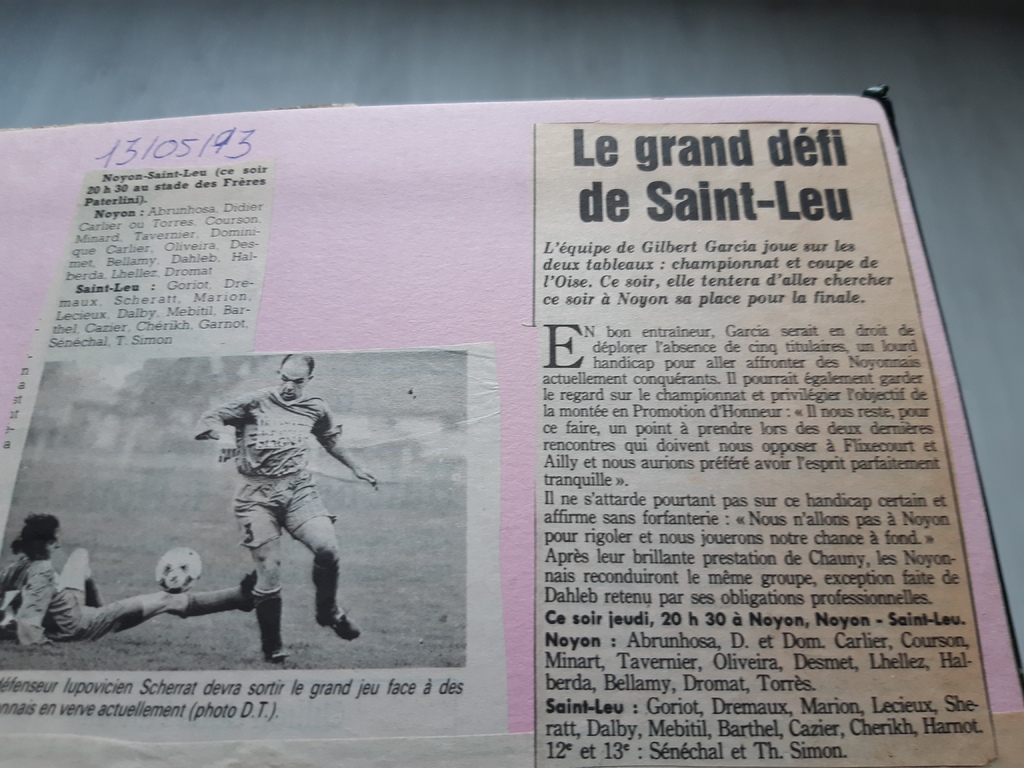 13/05/93
Noyon-Saint-Leu (ce soir
20 h 30 au stade des Frères
Paterlini).
Noyon : Abrunhosa, Didier
Carlier ou Torres, Courson,
Minard, Tavernier, Domini-
que Carlier, Oliveira, Des-
met, Bellamy, Dahleb, Hal-
berda, Lhellez, Dromat
Saint-Leu : Goriot, Dre-
maux, Scheratt, Marion,
Lecieux, Dalby, Mebitil, Bar-
thel, Cazier, Chérikh, Garnot,
Sénéchal, T. Simon
3
défenseur lupovicien Scherrat devra sortir le grand jeu face à des
nnais en verve actuellement (photo D.T.).
Le grand défi
de Saint-Leu
L'équipe de Gilbert Garcia joue sur les
deux tableaux : championnat et coupe de
l'Oise. Ce soir, elle tentera d'aller chercher
ce soir à Noyon sa place pour la finale.
EN bon entraîneur, Garcia serait en droit de
déplorer l'absence de cinq titulaires, un lourd
handicap pour aller affronter des Noyonnais
actuellement conquérants. Il pourrait également garder
le regard sur le championnat et privilégier l'objectif de
la montée en Promotion d'Honneur : « Il nous reste, pour
ce faire, un point à prendre lors des deux dernières
rencontres qui doivent nous opposer à Flixecourt et
Ailly et nous aurions préféré avoir l'esprit parfaitement
tranquille ».
Il ne s'attarde pourtant pas sur ce handicap certain et
affirme sans forfanterie : « Nous n'allons pas à Noyon
pour rigoler et nous jouerons notre chance à fond. »
Après leur brillante prestation de Chauny, les Noyon-
nais reconduiront le même groupe, exception faite de
Dahleb retenu par ses obligations professionnelles.
Ce soir jeudi, 20 h 30 à Noyon, Noyon - Saint-Leu.
Noyon : Abrunhosa, D. et Dom. Carlier, Courson,
Minart, Tavernier, Oliveira, Desmet, Lhellez, Hal-
berda, Bellamy, Dromat, Torrès.
Saint-Leu : Goriot, Dremaux, Marion, Lecieux, She-
ratt, Dalby, Mebitil, Barthel, Cazier, Cherikh, Harnot.
12e et 13e : Sénéchal et Th. Simon.